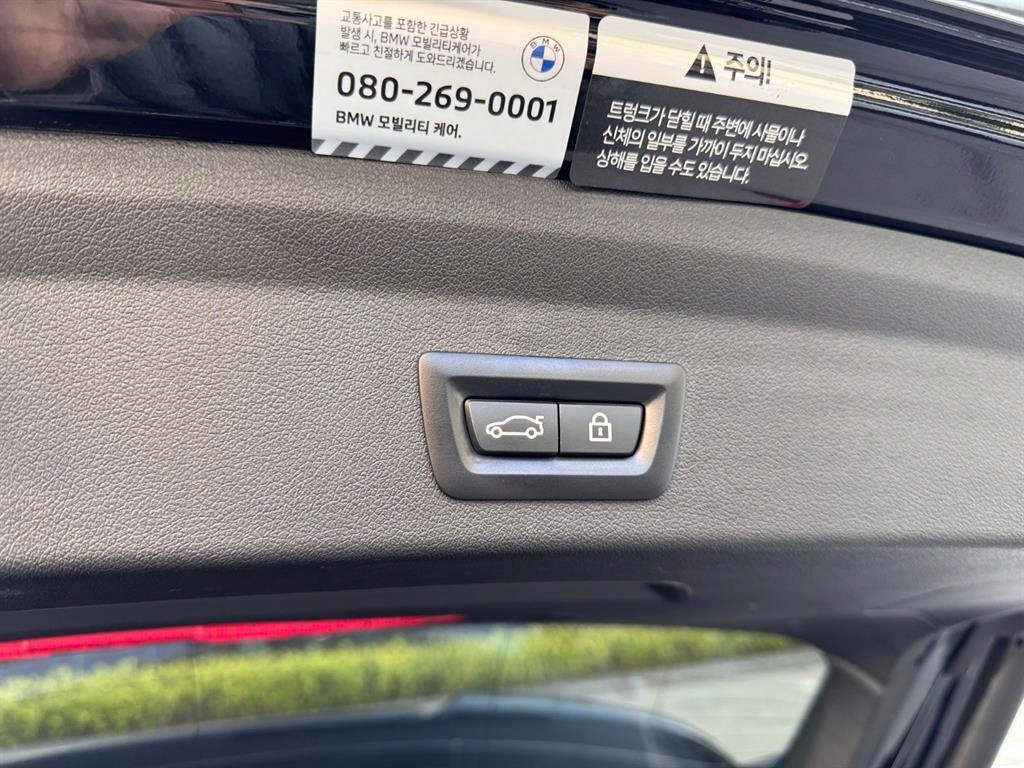 교통사고를 포함한 긴급상황
발생 시, BMW 모빌리티케어가
빠르고 친절하게 도와드리겠습니다.
BMW
080-269-0001
BMW 모빌리티 케어.
주의!
트렁크가 닫힐 때 주변에 사물이나
신체의 일부를 가까이 두지 마십시오.
상해를 입을 수도 있습니다.